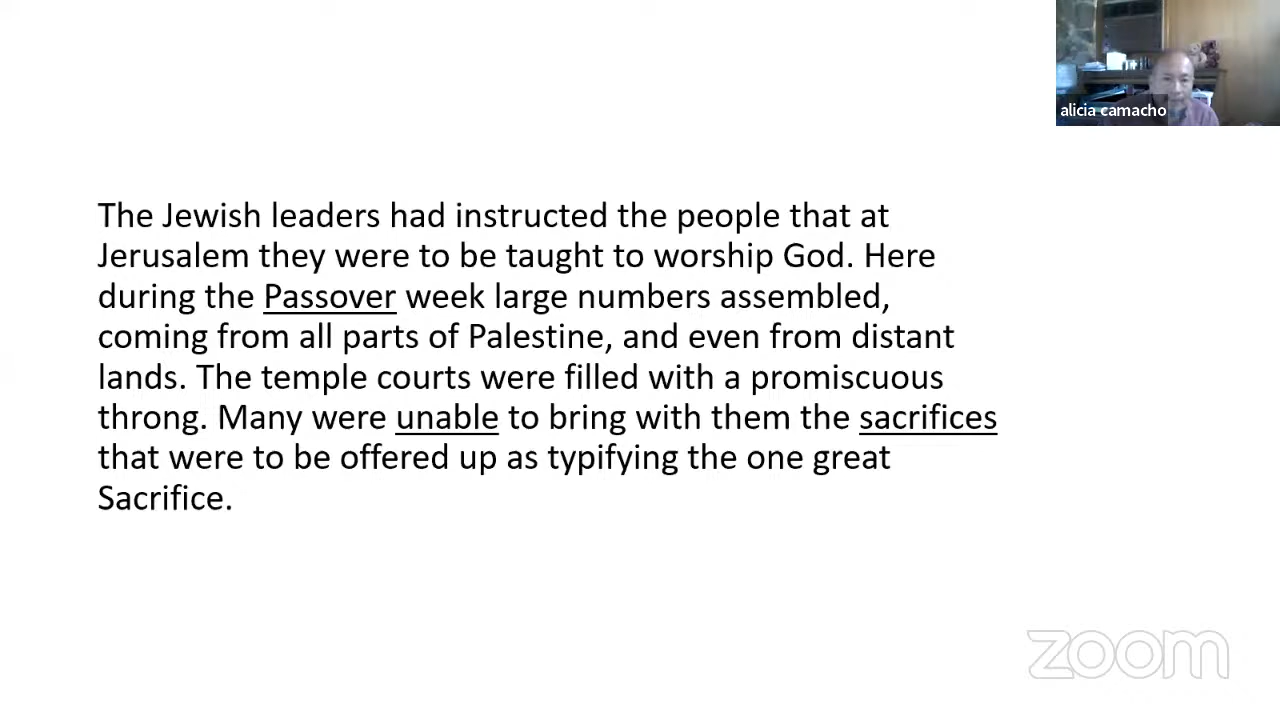 alicia camacho
The Jewish leaders had instructed the people that at
Jerusalem they were to be taught to worship God. Here
during the Passover week large numbers assembled,
coming from all parts of Palestine, and even from distant
lands. The temple courts were filled with a promiscuous
throng. Many were unable to bring with them the sacrifices
that were to be offered up as typifying the one great
Sacrifice.
zoom